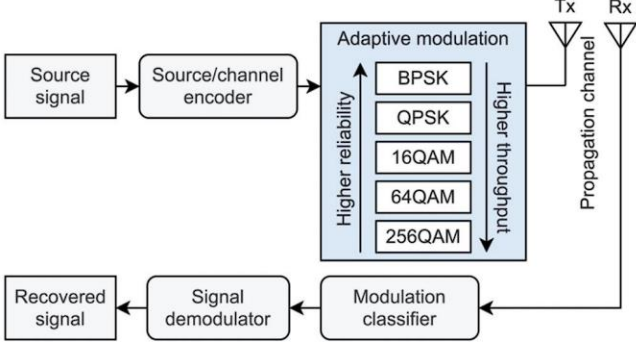 Tx
Rx
Source
signal
Source/channel
encoder
Adaptive modulation
Higher reliability
BPSK
QPSK
16QAM
64QAM
256QAM
Higher throughput
Propagation channel
Recovered
signal
Signal
demodulator
Modulation
classifier